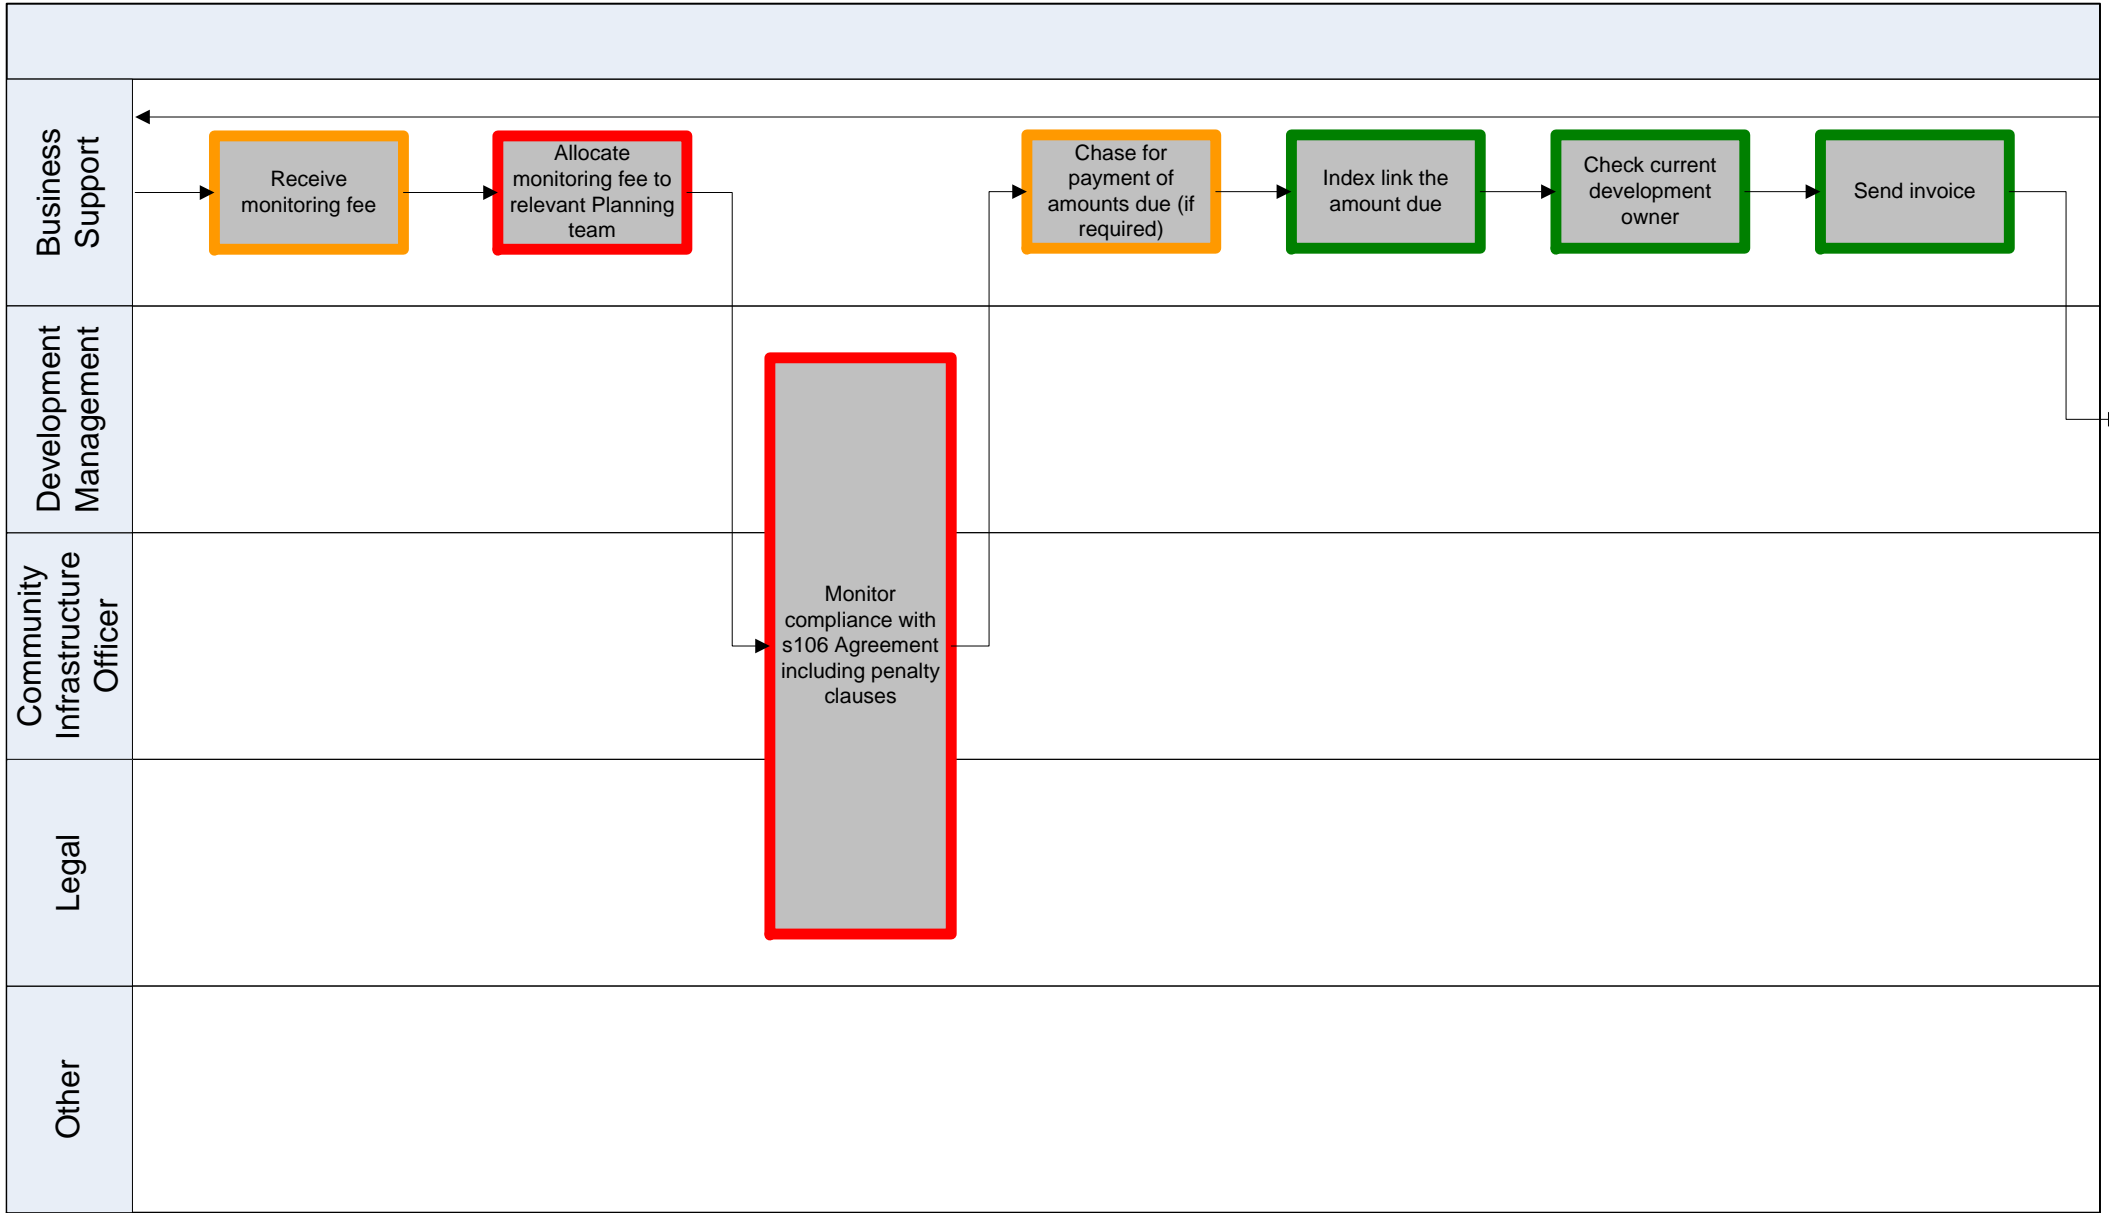 Business
Support
Receive
monitoring fee
Allocate
monitoring fee to
relevant Planning
team
Chase for
payment of
amounts due (if
required)
Index link the
amount due
Check current
development
owner
Send invoice
Development
Management
Community
Infrastructure
Officer
Monitor
compliance with
s106 Agreement
including penalty
clauses
Legal
Other